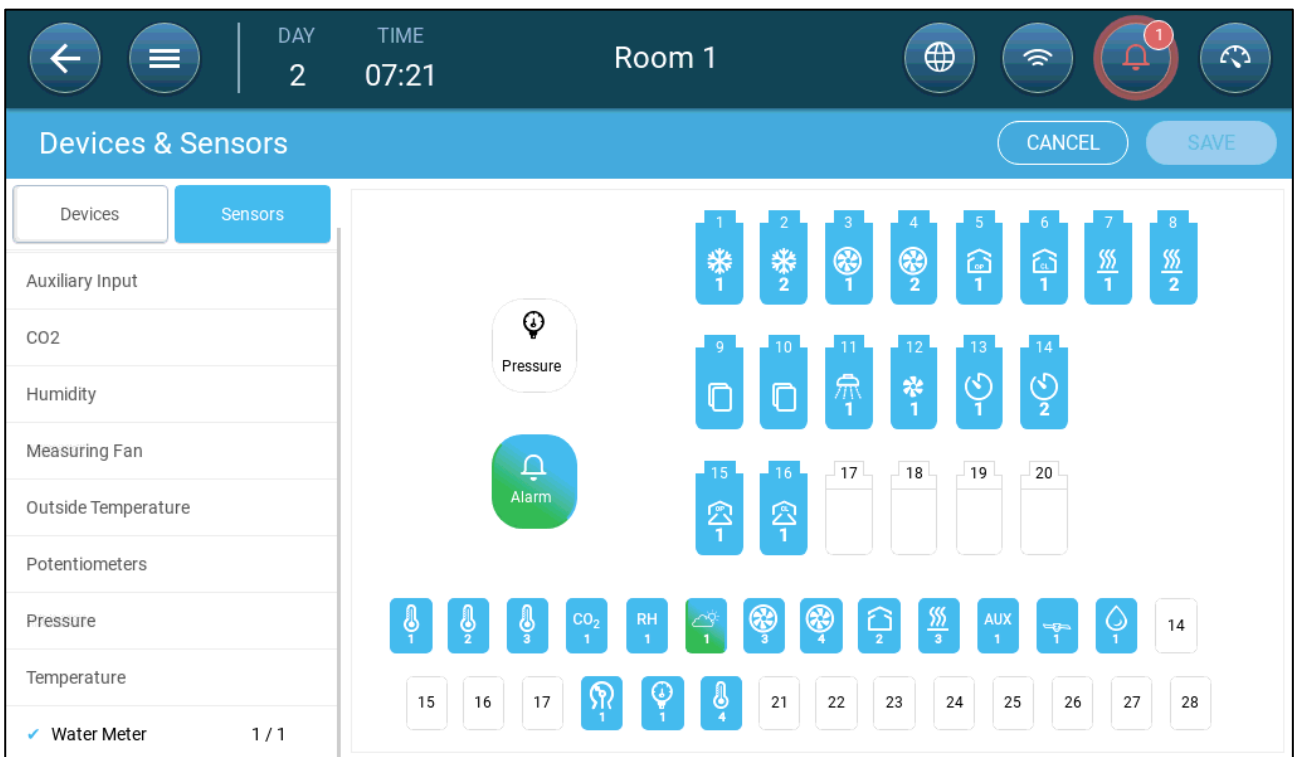 DAY TIME
2 07:21
Room 1
1
Devices & Sensors
CANCEL SAVE
Devices Sensors
Auxiliary Input
CO2
Humidity
Measuring Fan
Outside Temperature
Potentiometers
Pressure
Temperature
Water Meter 1 / 1
Pressure
Alarm
1 2 3 4 5 6 7 8
OP CL
1 2 1 2 1 1 1 2
9 10 11 12 13 14
1 1 1 2
15 16 17 18 19 20
OP CL
1 1
CO₂ RH AUX 14
1 2 3 1 1 1 3 4 2 3 1 1 1
15 16 17 21 22 23 24 25 26 27 28
1 1 4